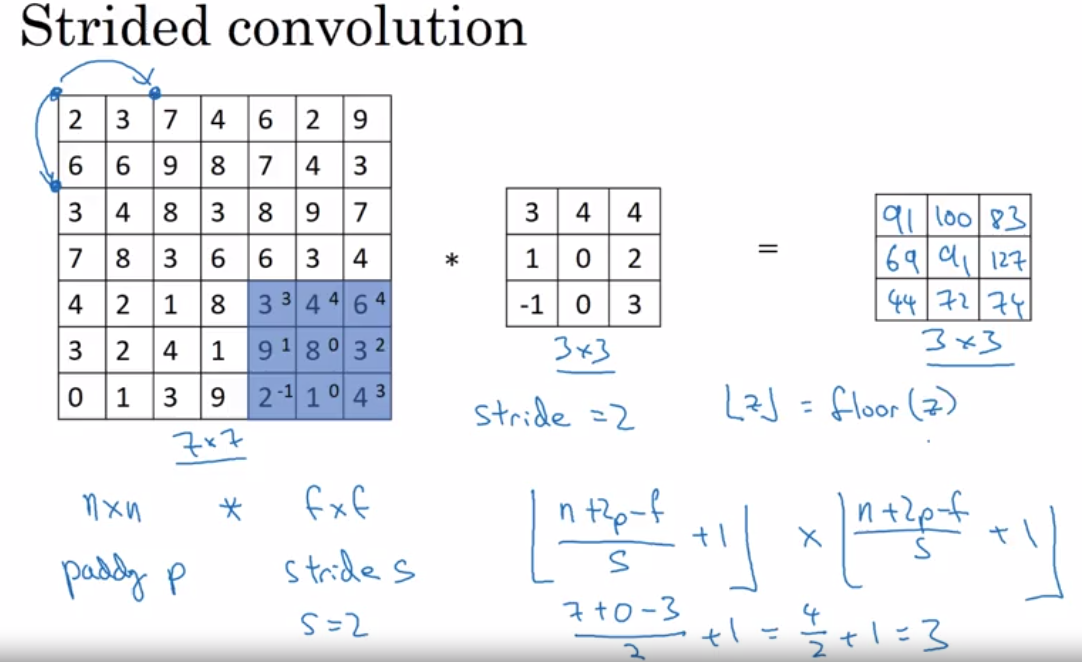 Strided convolution
2 3 7 4 6 2 9
6 6 9 8 7 4 3
3 4 8 3 8 9 7
7 8 3 6 6 3 4
4 2 1 8 3 3 4 4 6 4
3 2 4 1 9 1 8 0 3 2
0 1 3 9 2 -1 1 0 4 3
7×7
*
3 4 4
1 0 2
-1 0 3
3×3
stride = 2
=
91 100 83
69 91 127
44 72 74
3×3
⌊z⌋ = floor(z)
n×n * f×f
padding p stride s
s=2
⌊(n+2p-f)/s + 1⌋ × ⌊(n+2p-f)/s + 1⌋
(7+0-3)/2 + 1 = 4/2 + 1 = 3